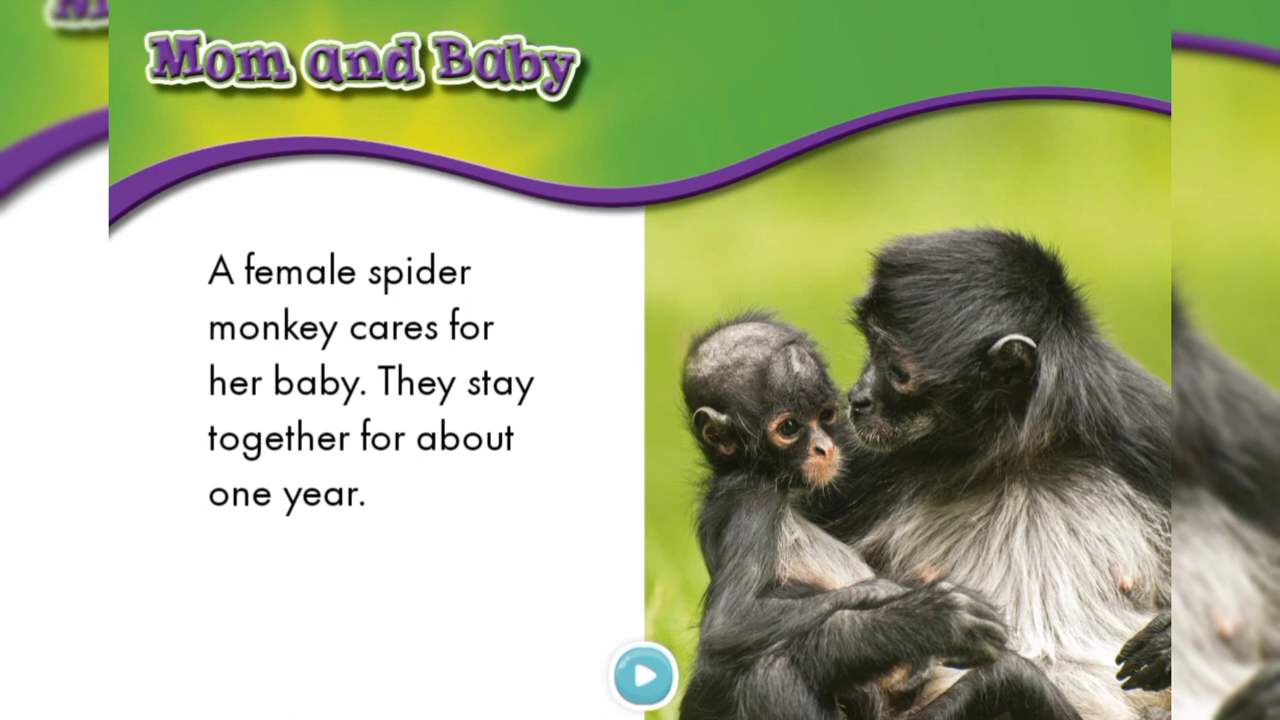 Mom and Baby
A female spider
monkey cares for
her baby. They stay
together for about
one year.